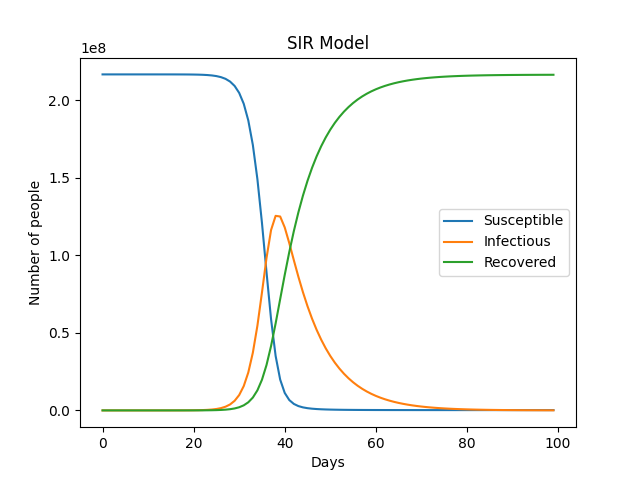 SIR Model
1e8
2.0
1.5
1.0
0.5
0.0
Number of people
Susceptible
Infectious
Recovered
0 20 40 60 80 100
Days